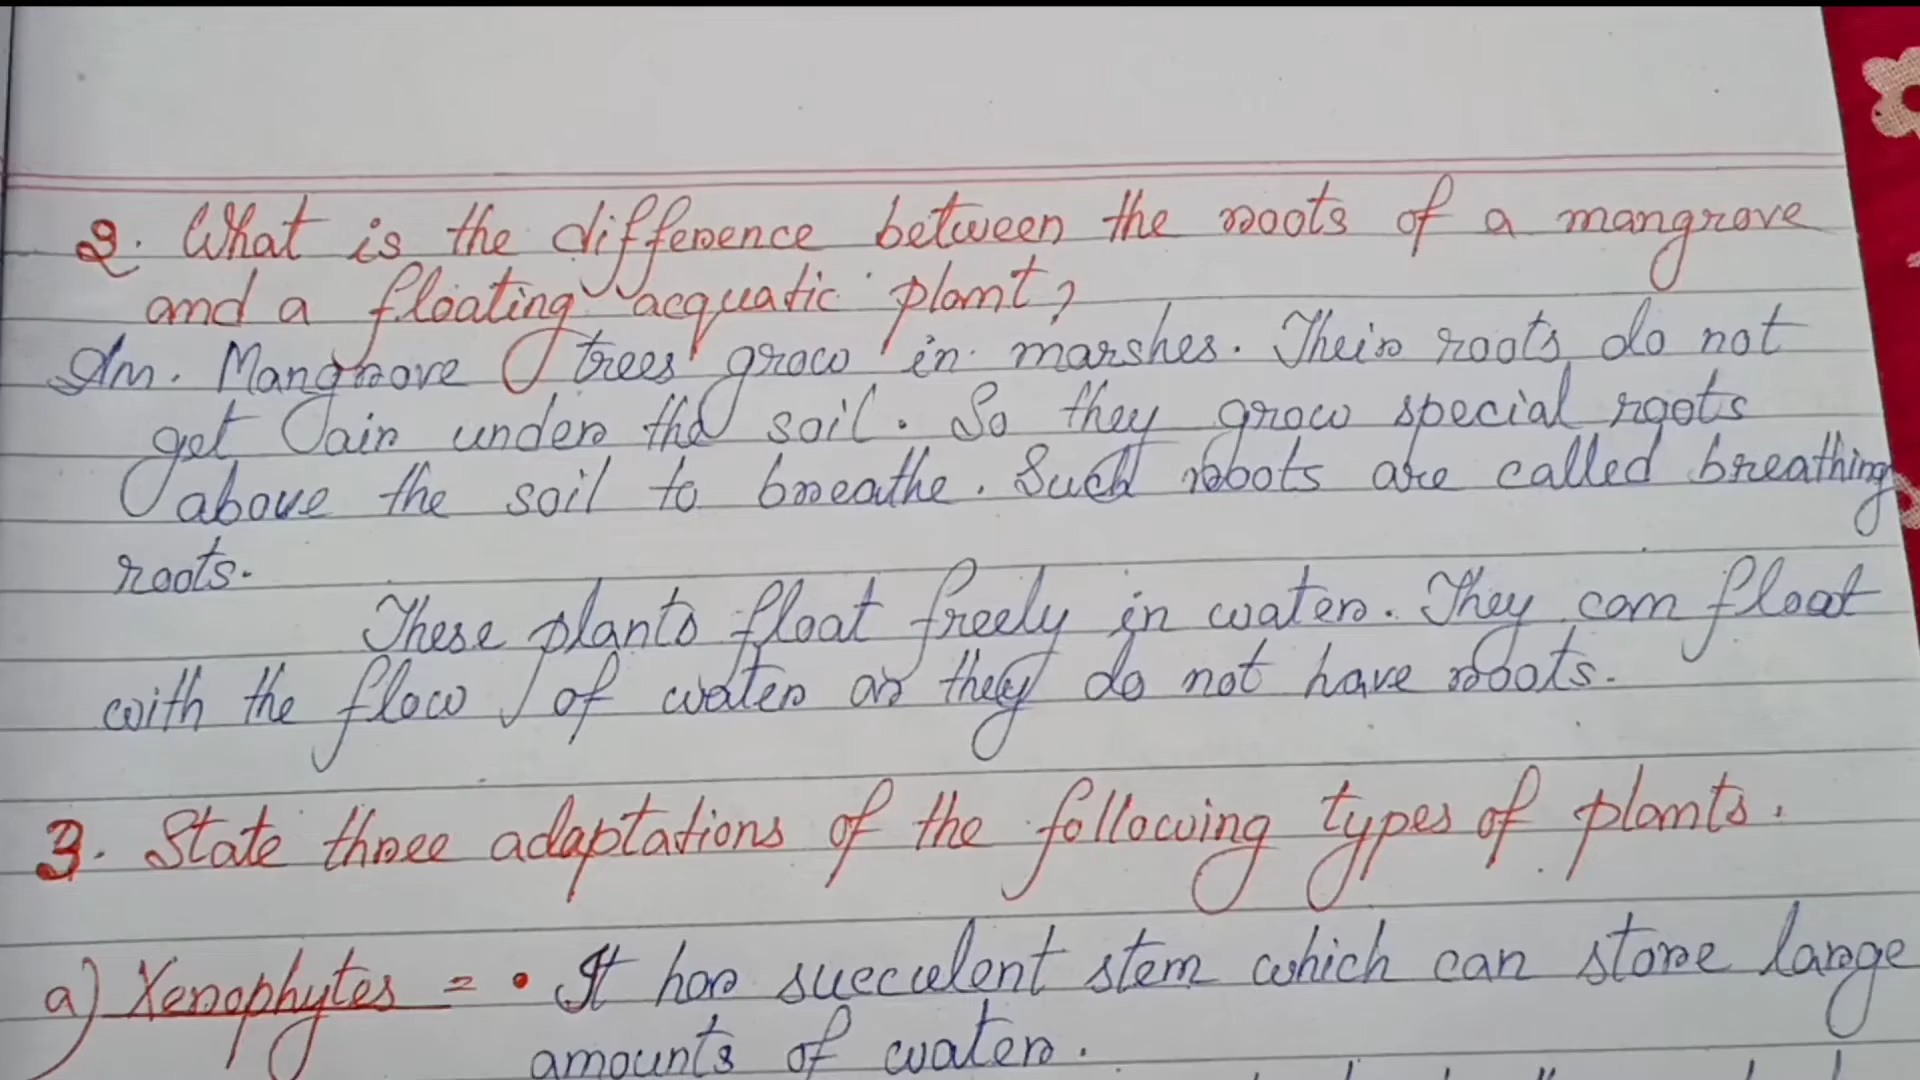 2. What is the difference between the roots of a mangrove
and a floating acquatic plant?
Ans. Mangrove trees grow in marshes. Their roots do not
get air under the soil. So they grow special roots
above the soil to breathe. Such roots are called breathing
roots.
These plants float freely in water. They can float
with the flow of water as they do not have roots.
3. State three adaptations of the following types of plants.
a) Xerophytes = • It has succulent stem which can store large
amounts of water.